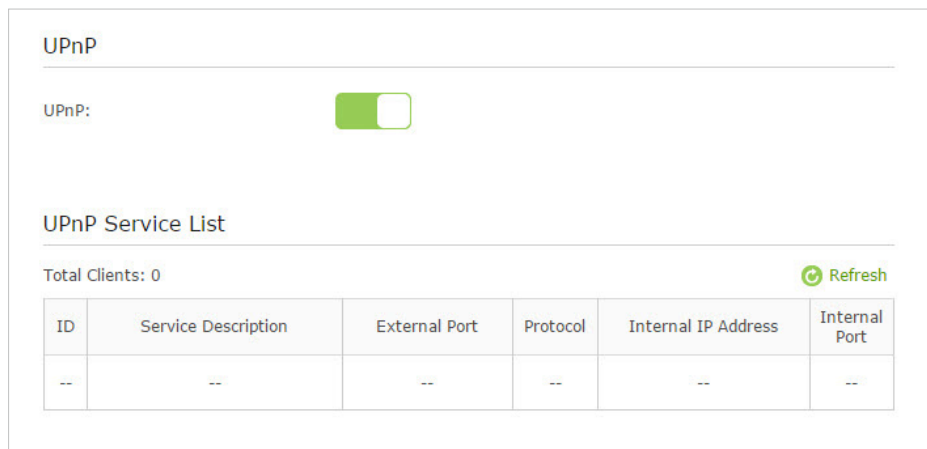 UPnP
UPnP:
UPnP Service List
Total Clients: 0
Refresh
ID Service Description External Port Protocol Internal IP Address Internal Port
-- -- -- -- -- --